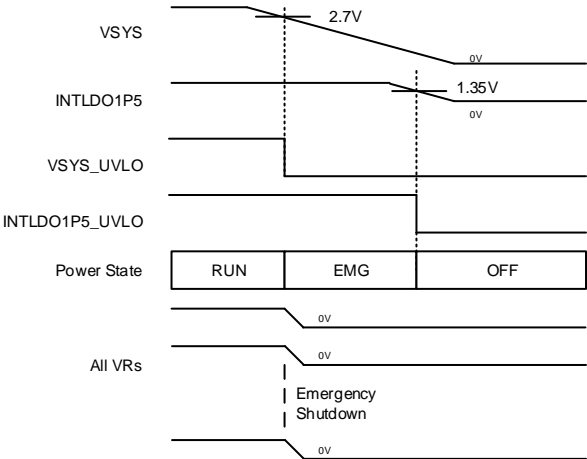 VSYS
2.7V
0V
INTLDO1P5
1.35V
0V
VSYS_UVLO
INTLDO1P5_UVLO
Power State RUN EMG OFF
0V
All VRs
0V
Emergency
Shutdown
0V